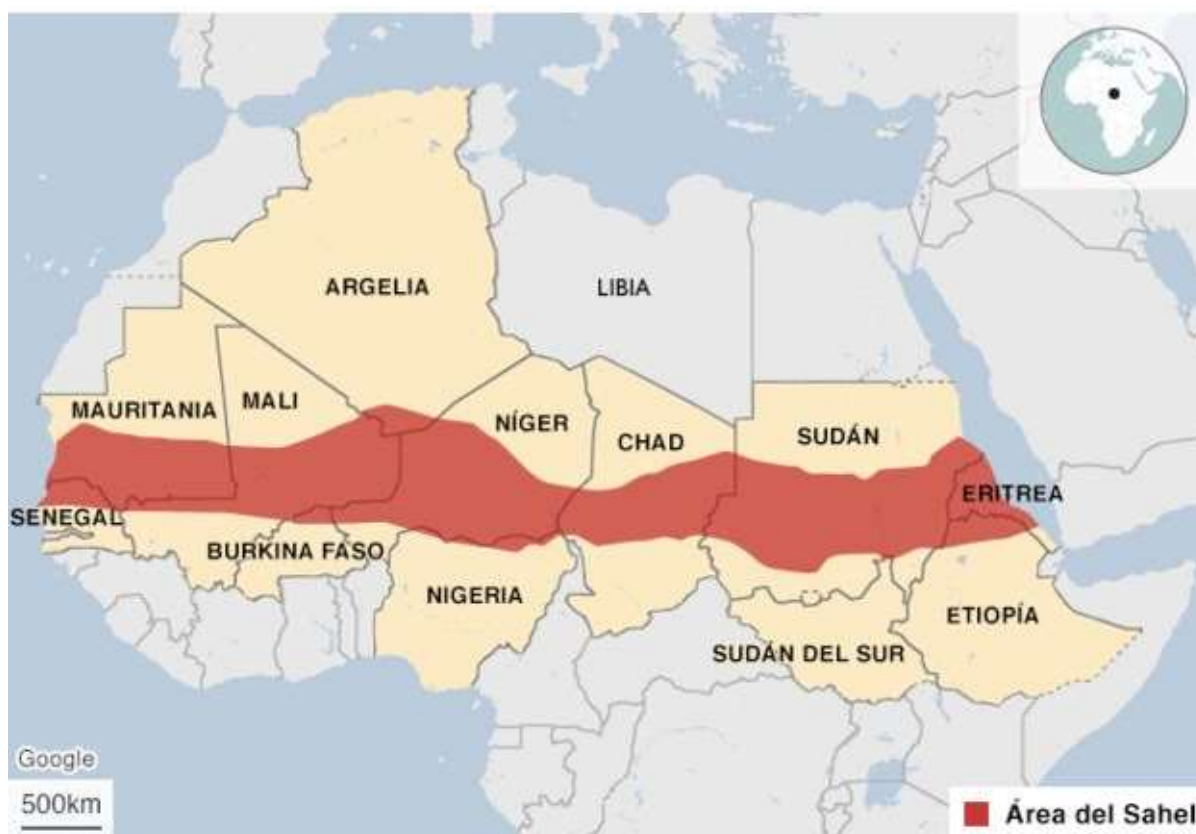 ARGELIA
LIBIA
MAURITANIA
MALI
NÍGER
CHAD
SUDÁN
ERITREA
SENEGAL
BURKINA FASO
NIGERIA
ETIOPÍA
SUDÁN DEL SUR
Google
500km
Área del Sahel